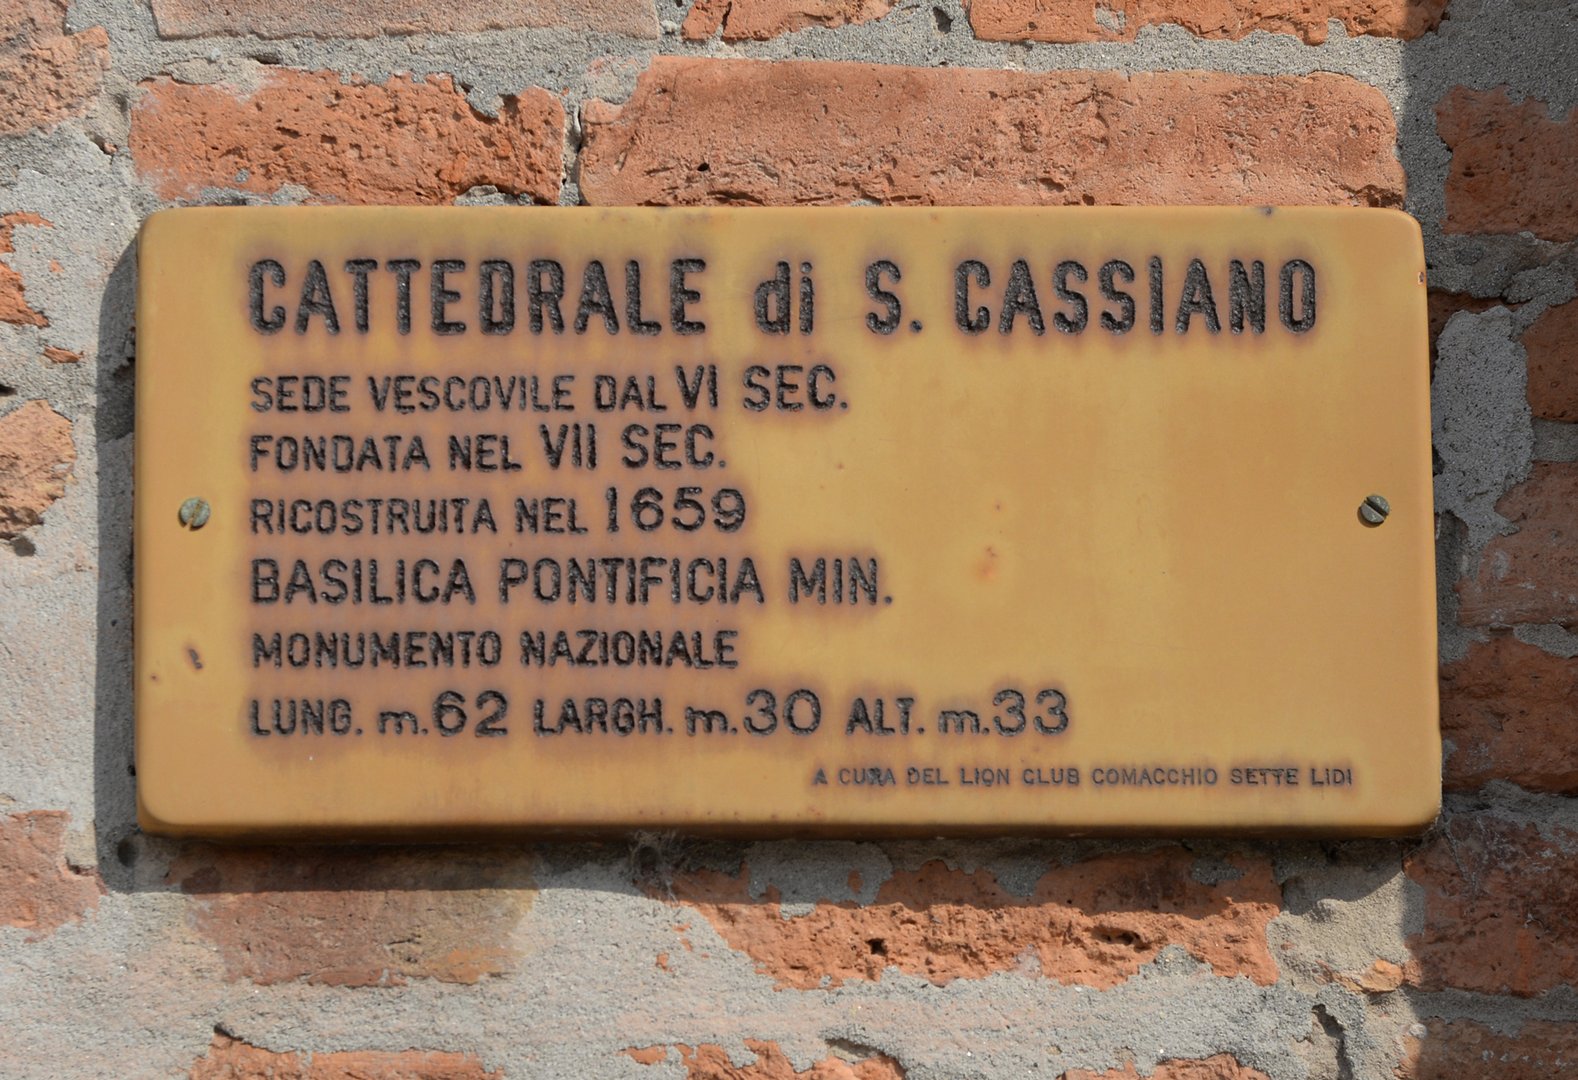 CATTEDRALE di S. CASSIANO
SEDE VESCOVILE DAL VI SEC.
FONDATA NEL VII SEC.
RICOSTRUITA NEL 1659
BASILICA PONTIFICIA MIN.
MONUMENTO NAZIONALE
LUNG. m.62 LARGH. m.30 ALT. m.33
A CURA DEL LION CLUB COMACCHIO SETTE LIDI